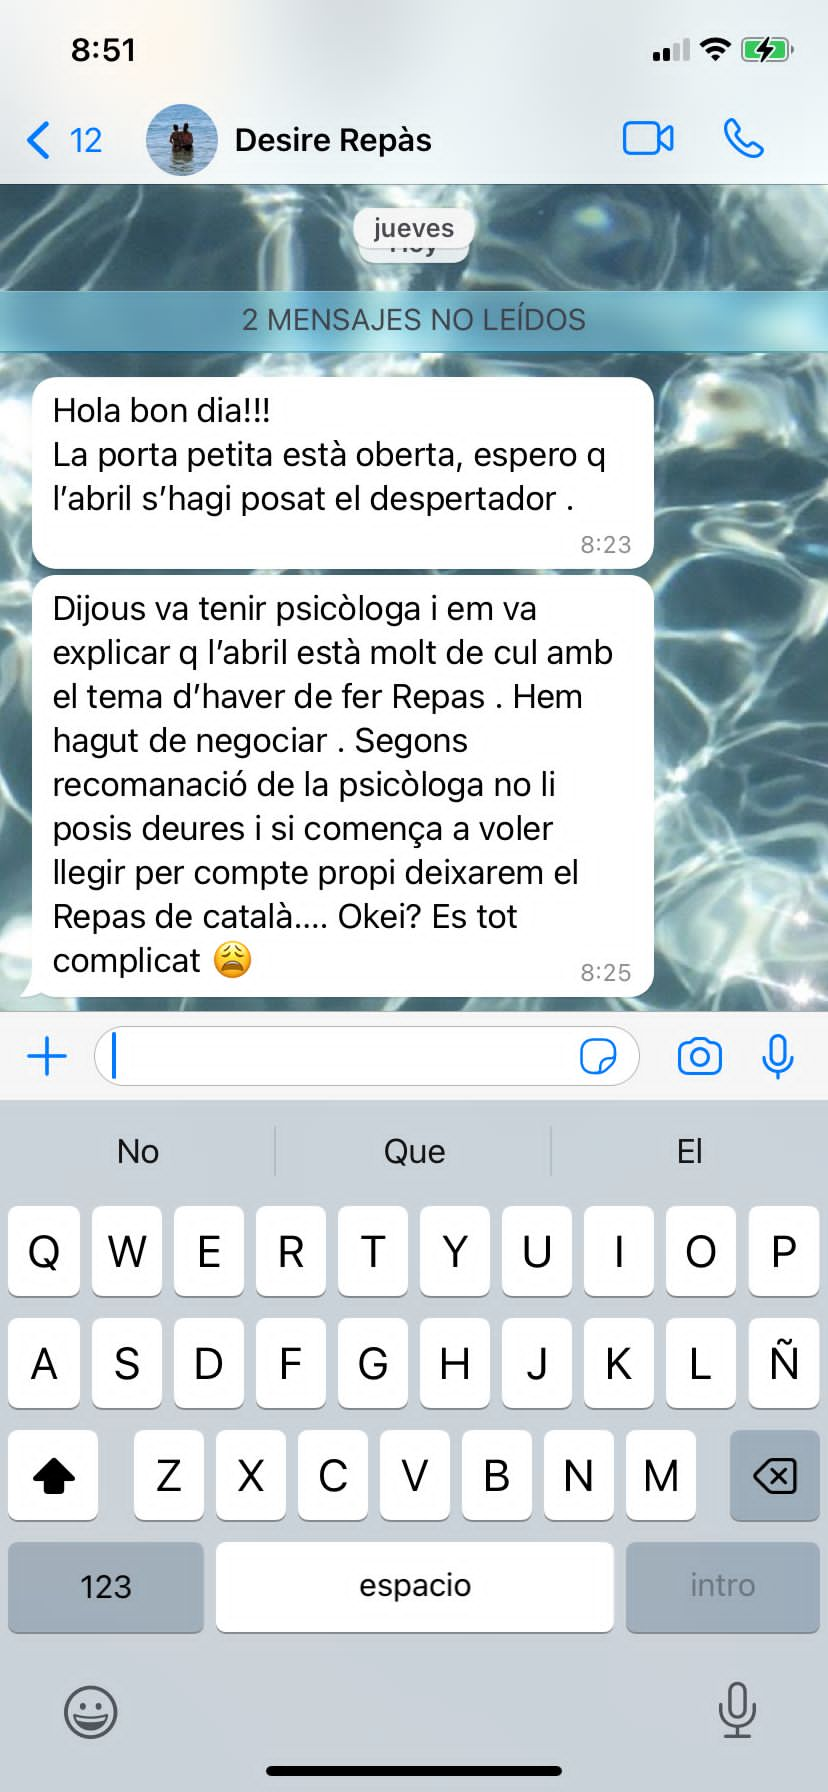 8:51
12
Desire Repàs
jueves
Hoy
2 MENSAJES NO LEÍDOS
Hola bon dia!!!
La porta petita està oberta, espero q
l’abril s’hagi posat el despertador .
8:23
Dijous va tenir psicòloga i em va
explicar q l’abril està molt de cul amb
el tema d’haver de fer Repas . Hem
hagut de negociar . Segons
recomanació de la psicòloga no li
posis deures i si comença a voler
llegir per compte propi deixarem el
Repas de català.... Okei? Es tot
complicat 😩
8:25
No Que El
Q W E R T Y U I O P
A S D F G H J K L Ñ
Z X C V B N M
123 espacio intro